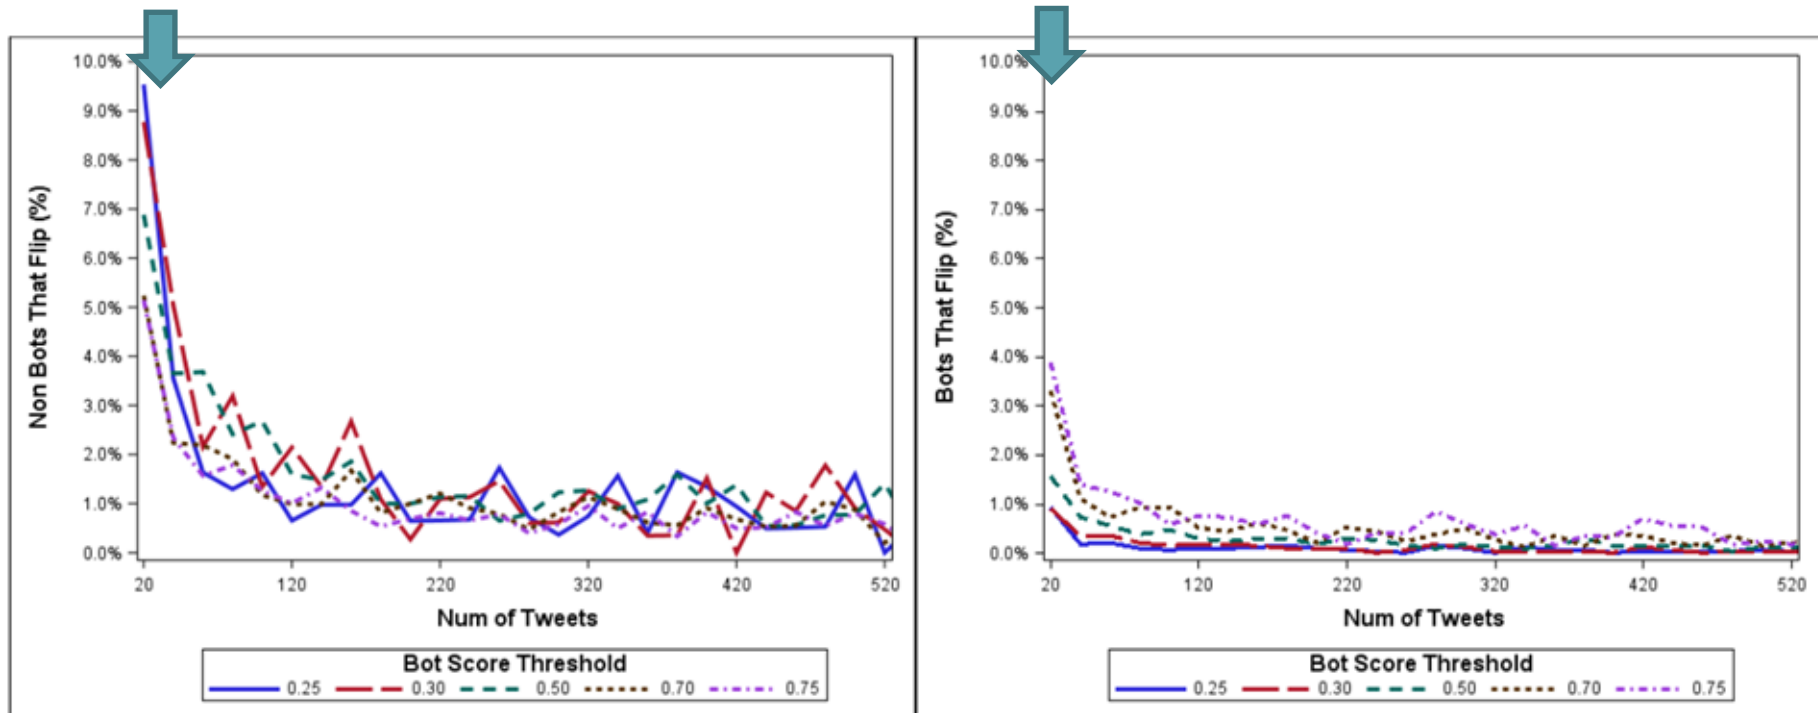 10.0%
9.0%
8.0%
7.0%
6.0%
5.0%
4.0%
3.0%
2.0%
1.0%
0.0%
Non Bots That Flip (%)
20 120 220 320 420 520
Num of Tweets
Bot Score Threshold
0.25 0.30 0.50 0.70 0.75
10.0%
9.0%
8.0%
7.0%
6.0%
5.0%
4.0%
3.0%
2.0%
1.0%
0.0%
Bots That Flip (%)
20 120 220 320 420 520
Num of Tweets
Bot Score Threshold
0.25 0.30 0.50 0.70 0.75